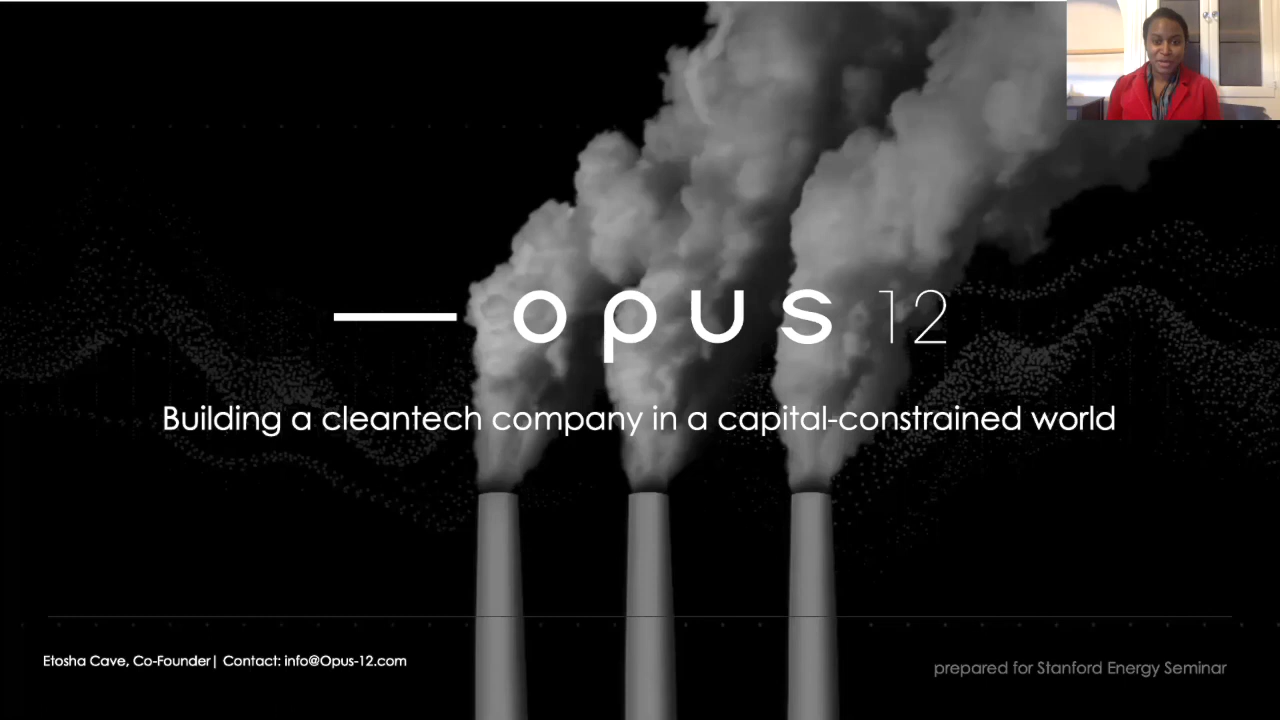 opus 12
Building a cleantech company in a capital-constrained world
Etosha Cave, Co-Founder| Contact: info@Opus-12.com
prepared for Stanford Energy Seminar